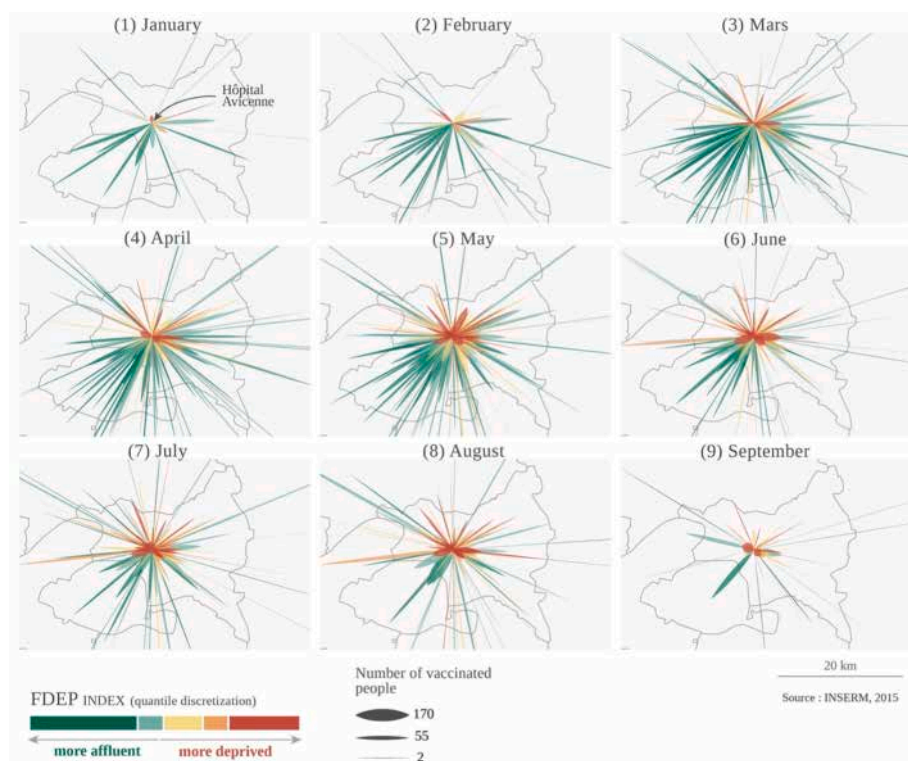 (1) January
(2) February
(3) Mars
Hôpital
Avicenne
(4) April
(5) May
(6) June
(7) July
(8) August
(9) September
FDEP INDEX (quantile discretization)
more affluent
more deprived
Number of vaccinated
people
170
55
2
20 km
Source : INSERM, 2015